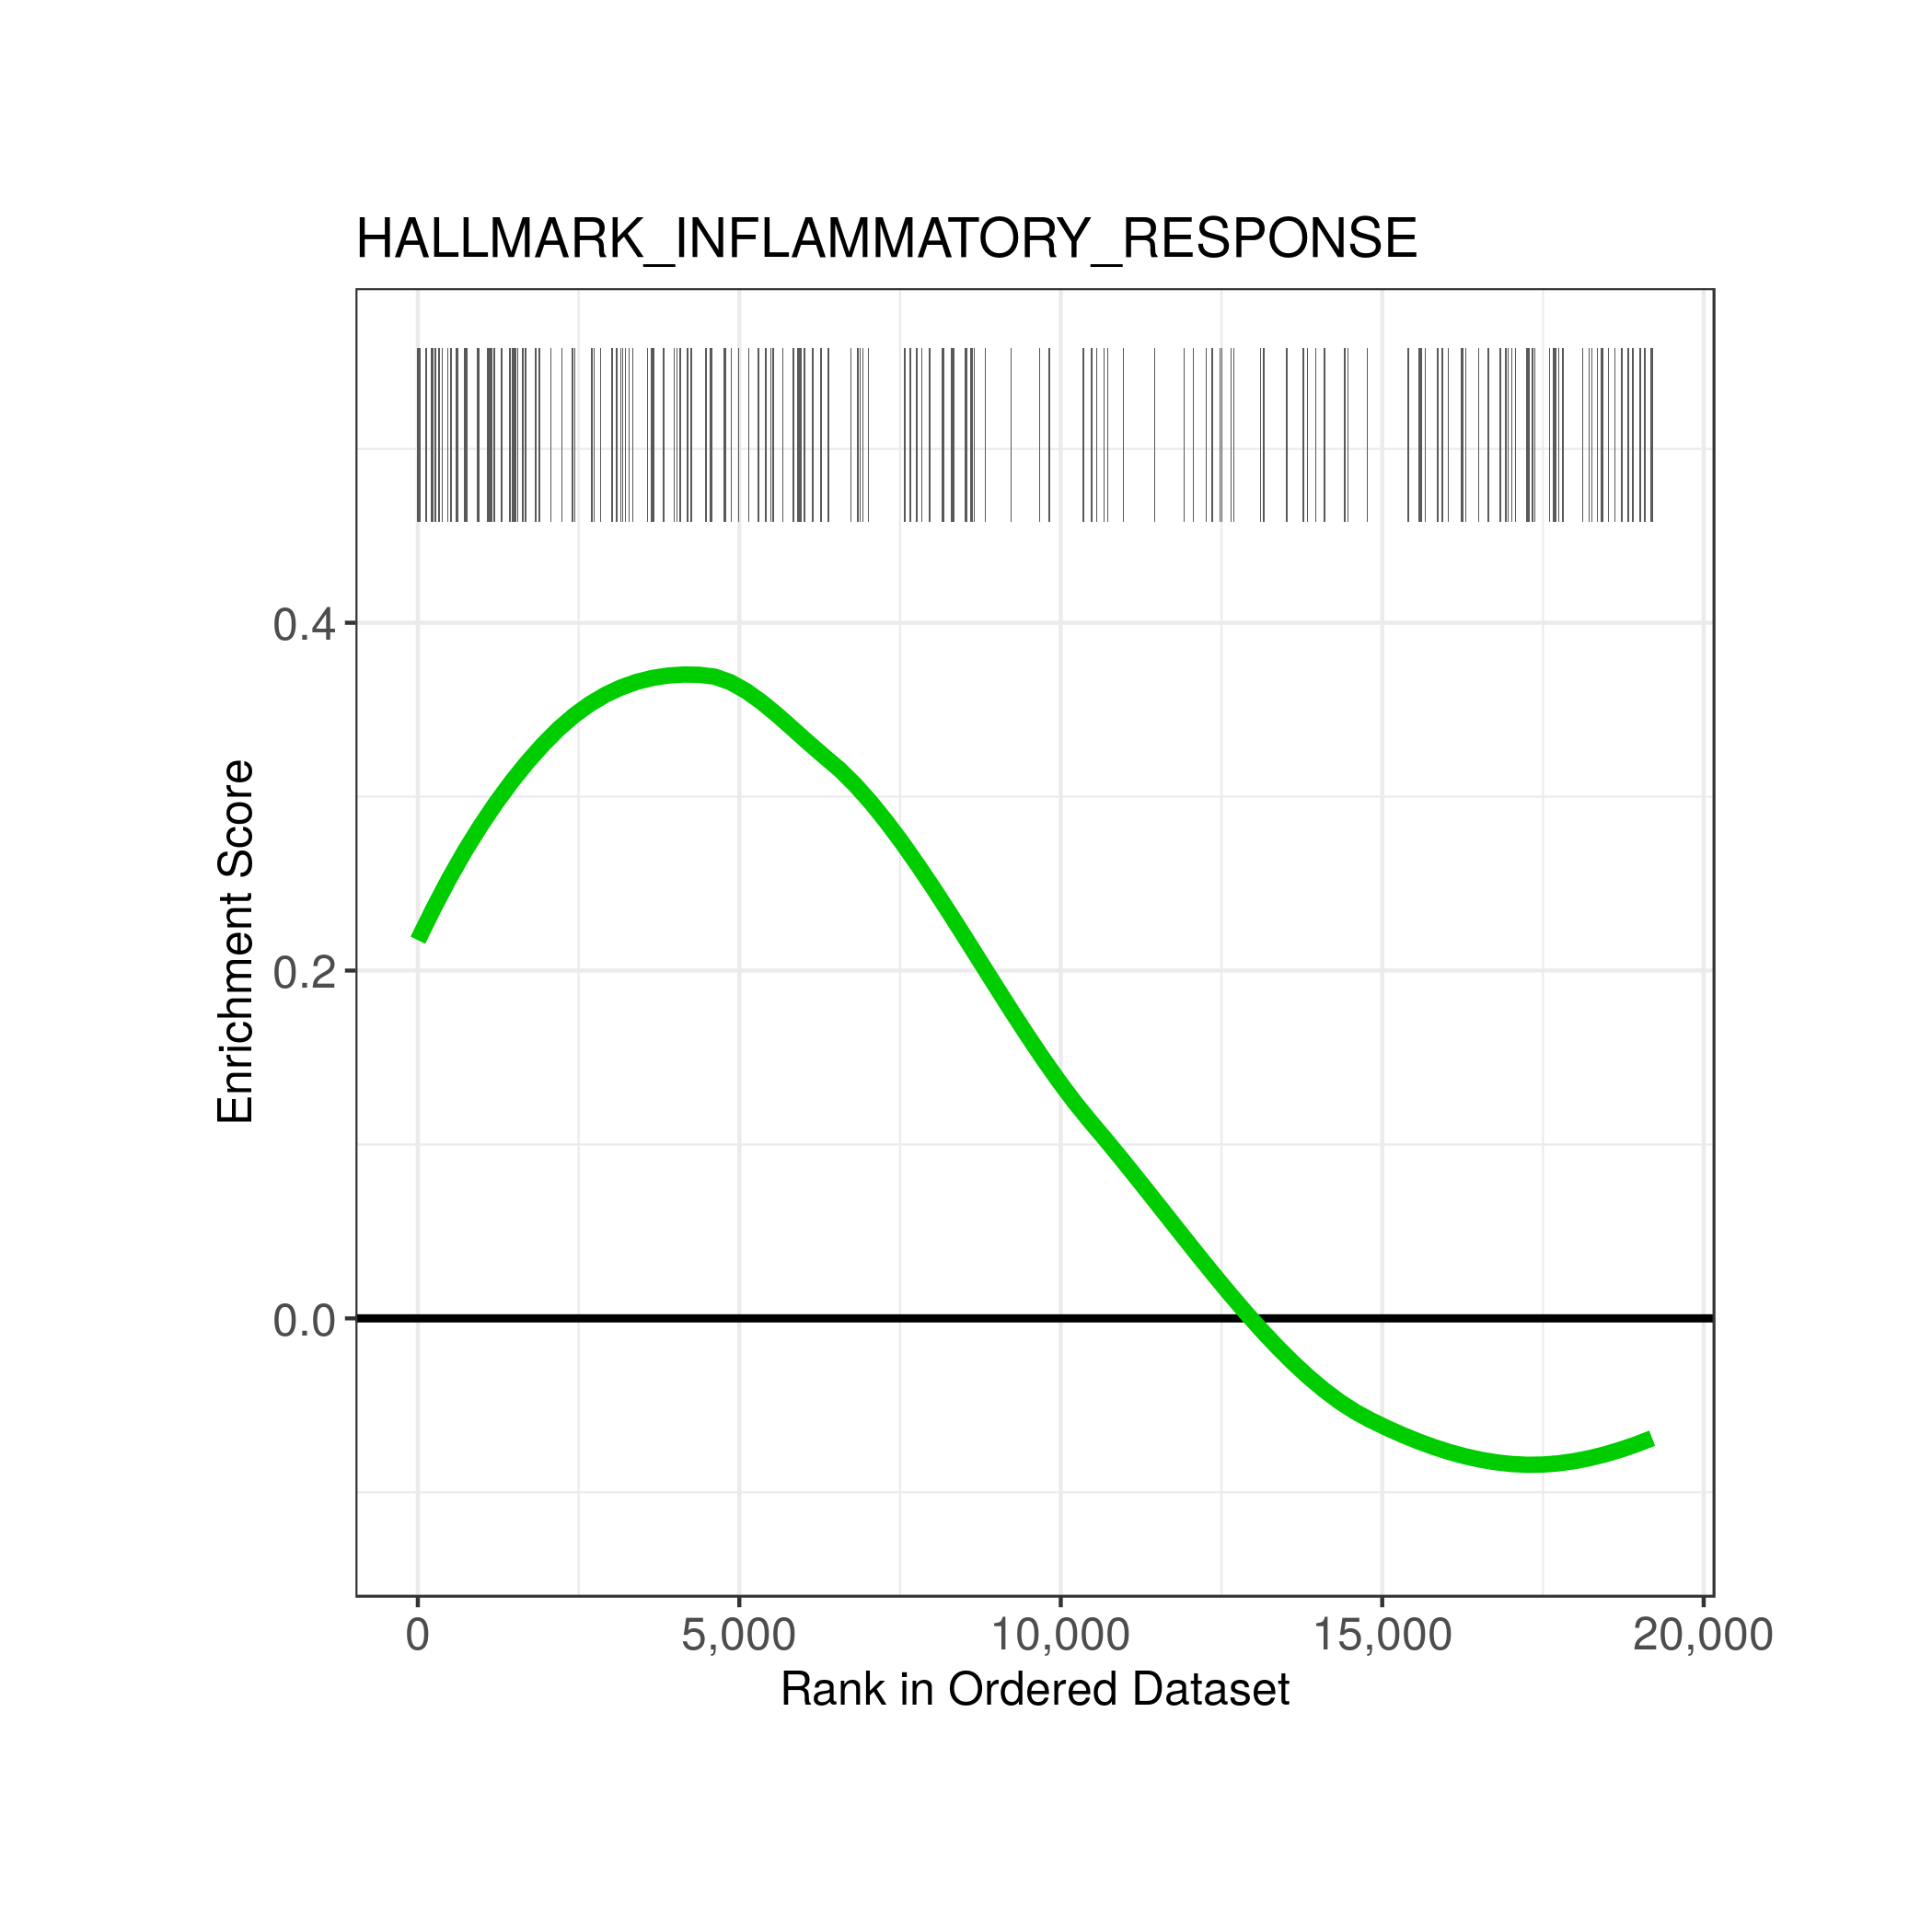 HALLMARK_INFLAMMATORY_RESPONSE
0.4
0.2
0.0
Enrichment Score
0 5,000 10,000 15,000 20,000
Rank in Ordered Dataset